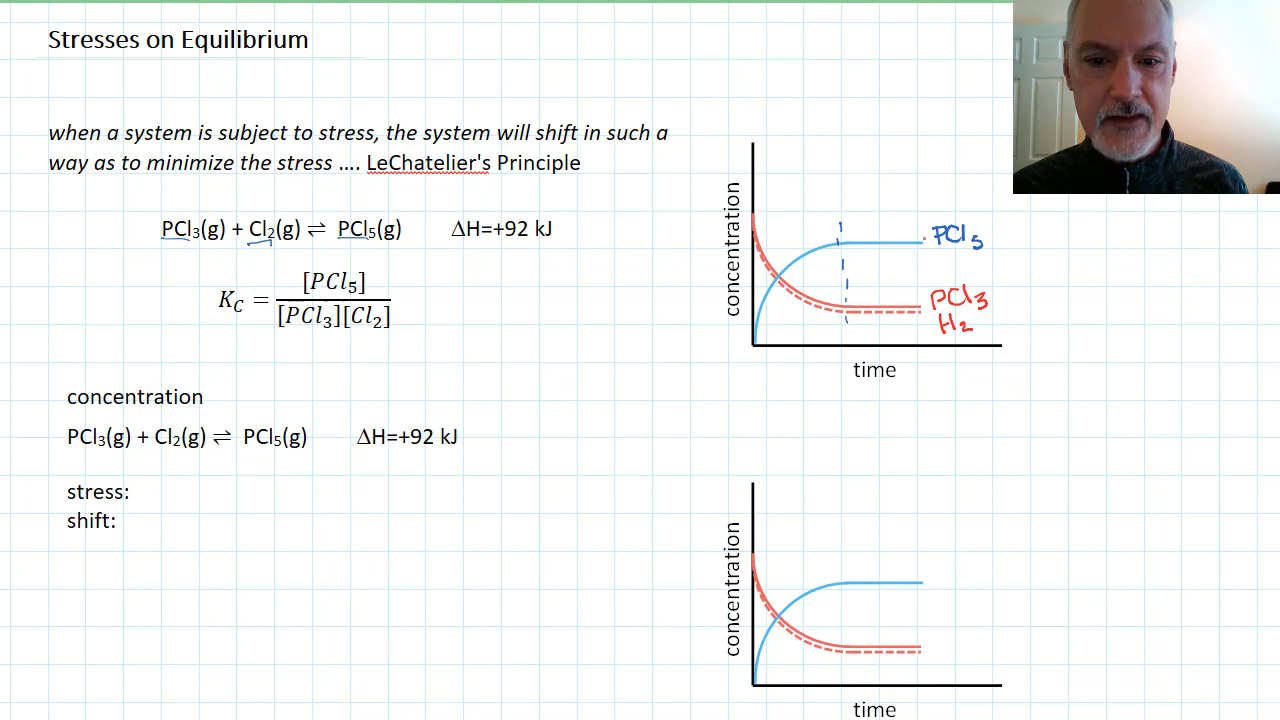 Stresses on Equilibrium
when a system is subject to stress, the system will shift in such a
way as to minimize the stress .... LeChatelier's Principle
PCl₃(g) + Cl₂(g) ⇌ PCl₅(g) ΔH=+92 kJ
K_C = [PCl₅] / [PCl₃][Cl₂]
concentration
PCl₃(g) + Cl₂(g) ⇌ PCl₅(g) ΔH=+92 kJ
stress:
shift:
concentration
PCl₅
PCl₃
H₂
time
concentration
time